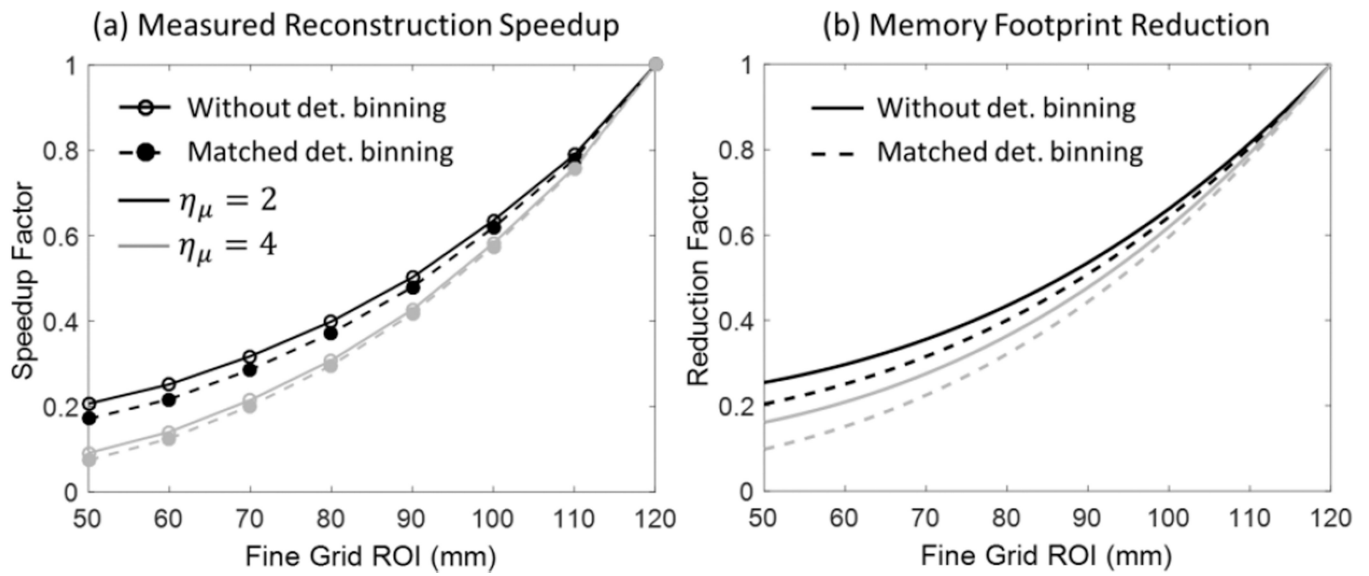 (a) Measured Reconstruction Speedup
1
0.8
0.6
0.4
0.2
0
Speedup Factor
Without det. binning
Matched det. binning
ημ = 2
ημ = 4
50 60 70 80 90 100 110 120
Fine Grid ROI (mm)
(b) Memory Footprint Reduction
1
0.8
0.6
0.4
0.2
0
Reduction Factor
Without det. binning
Matched det. binning
50 60 70 80 90 100 110 120
Fine Grid ROI (mm)